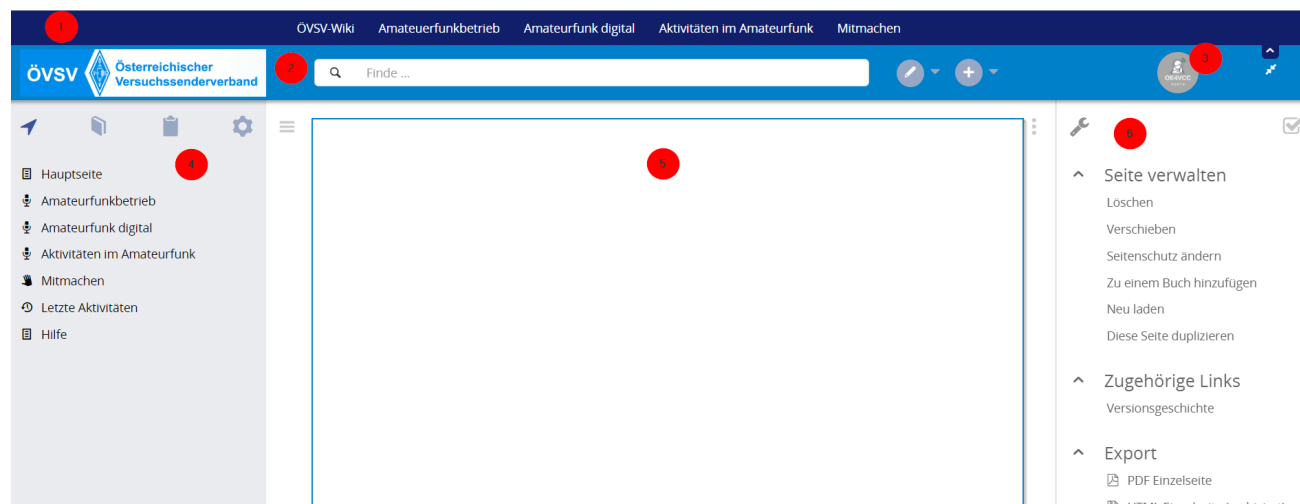 1
ÖVSV-Wiki Amateuerfunkbetrieb Amateurfunk digital Aktivitäten im Amateurfunk Mitmachen
ÖVSV
Österreichischer
Versuchssenderverband
2
Finde ...
OE4VCC
3
4
5
6
Hauptseite
Amateurfunkbetrieb
Amateurfunk digital
Aktivitäten im Amateurfunk
Mitmachen
Letzte Aktivitäten
Hilfe
Seite verwalten
Löschen
Verschieben
Seitenschutz ändern
Zu einem Buch hinzufügen
Neu laden
Diese Seite duplizieren
Zugehörige Links
Versionsgeschichte
Export
PDF Einzelseite